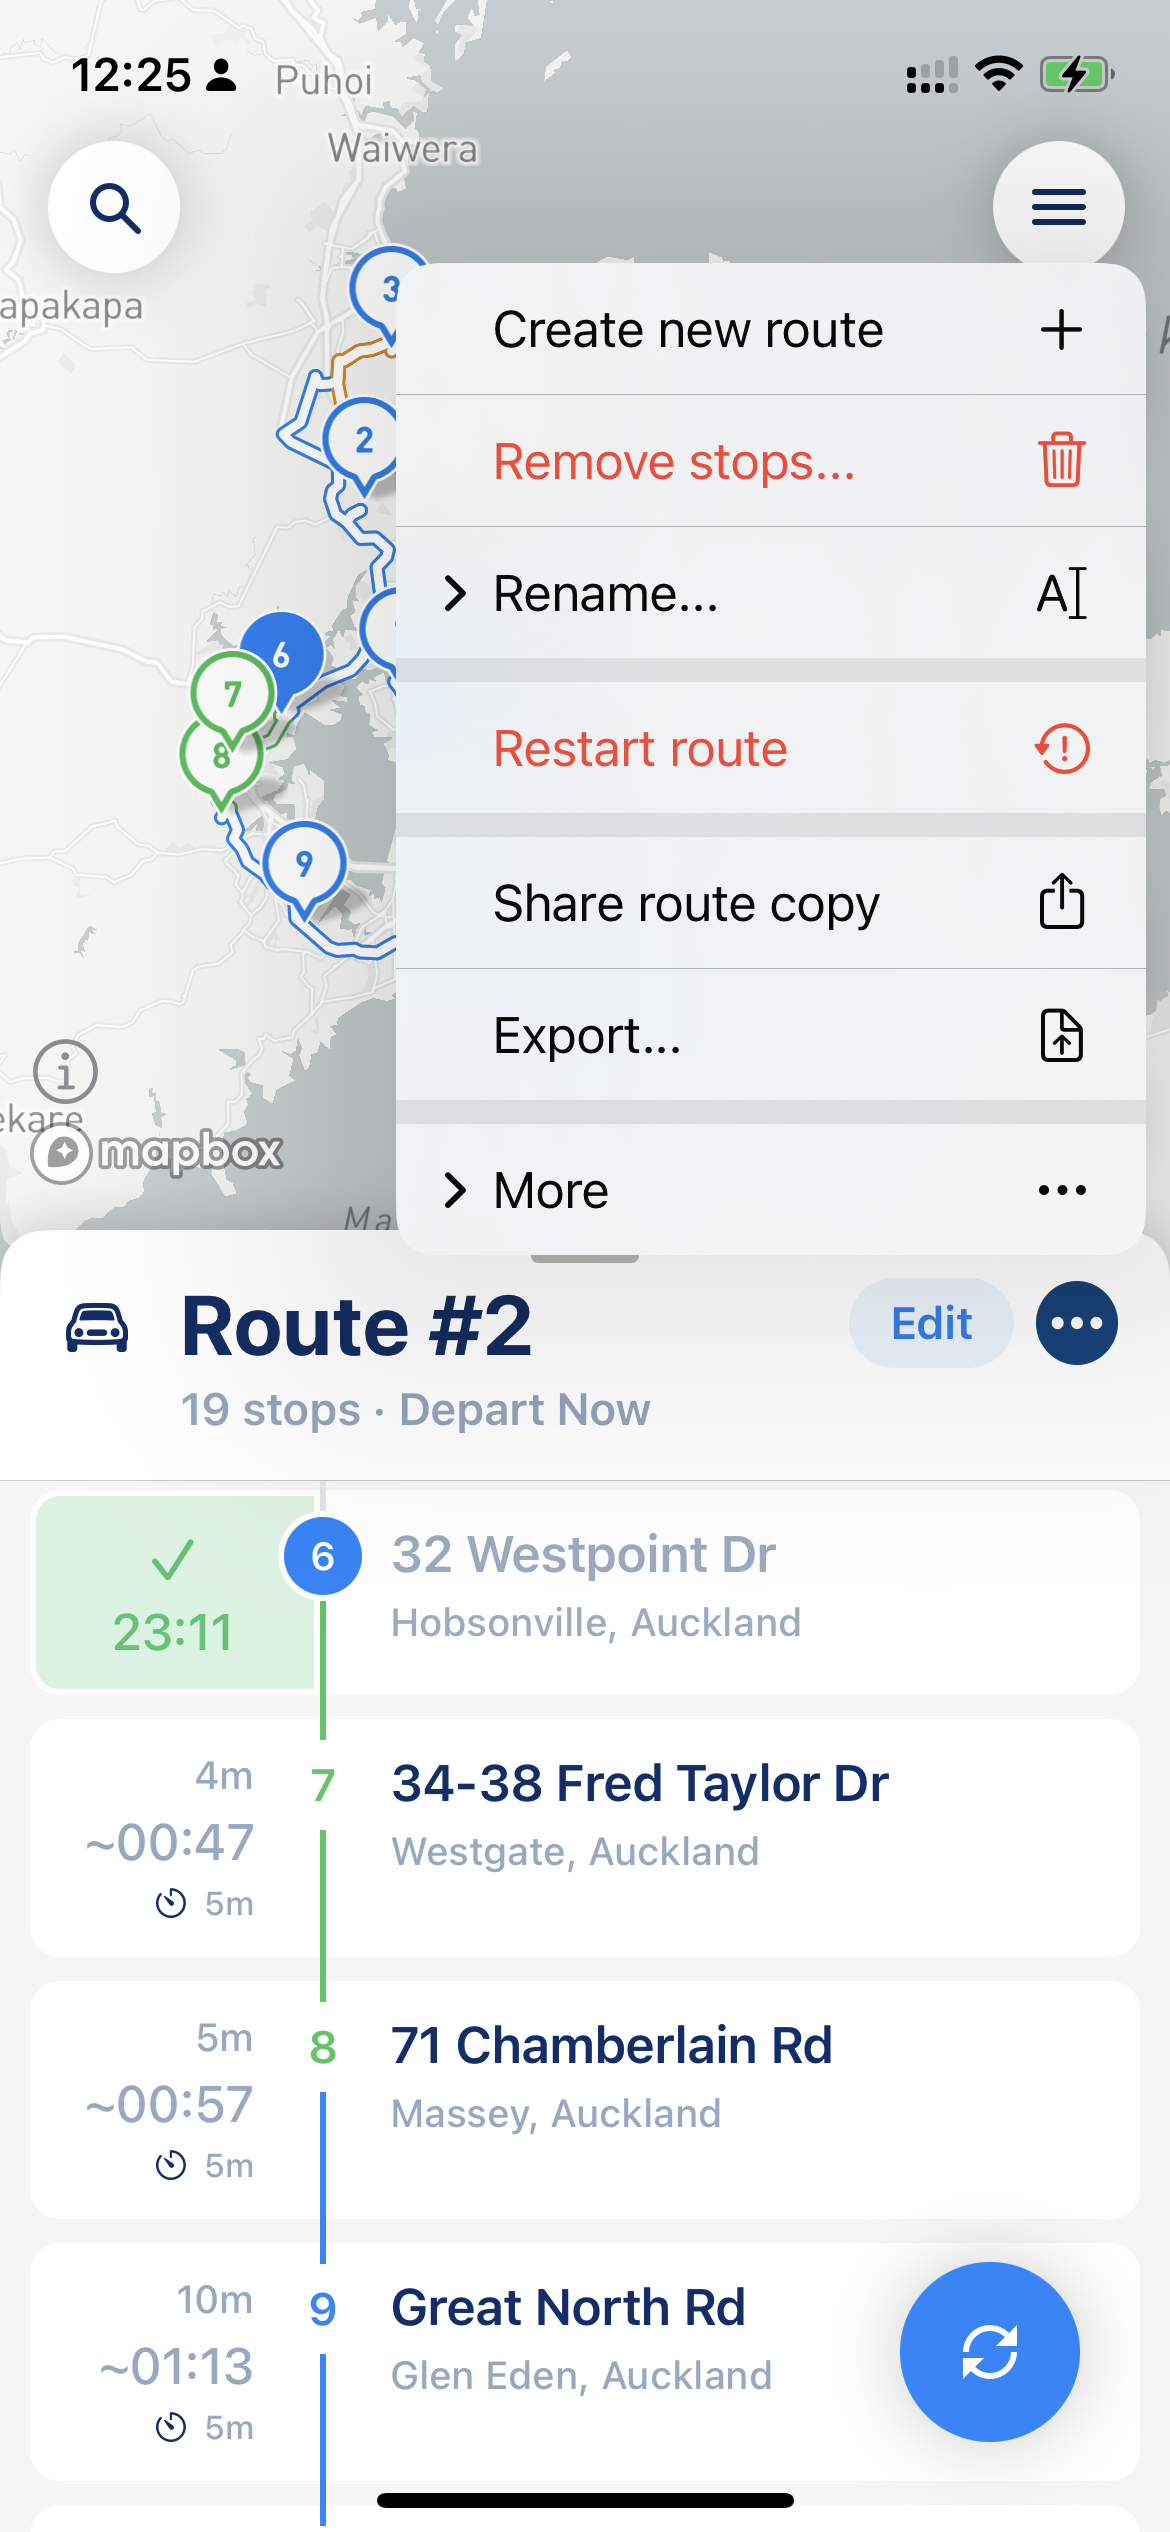 12:25
Puhoi
Waiwera
apakapa
3
Create new route
Remove stops...
2
Rename...
6
7
8
Restart route
9
Share route copy
Export...
ekare
mapbox
More
Ma
Route #2
Edit
19 stops · Depart Now
6
32 Westpoint Dr
23:11
Hobsonville, Auckland
4m
7
34-38 Fred Taylor Dr
~00:47
Westgate, Auckland
5m
5m
8
71 Chamberlain Rd
~00:57
Massey, Auckland
5m
10m
9
Great North Rd
~01:13
Glen Eden, Auckland
5m